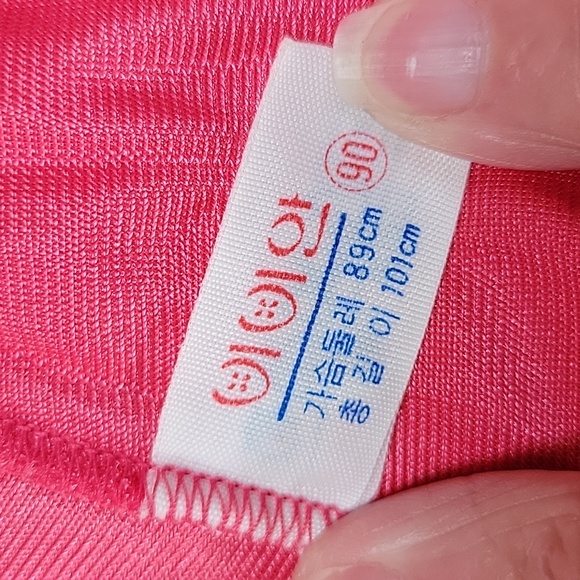 비비안 90
가슴둘레 89cm
총 길 이 101cm